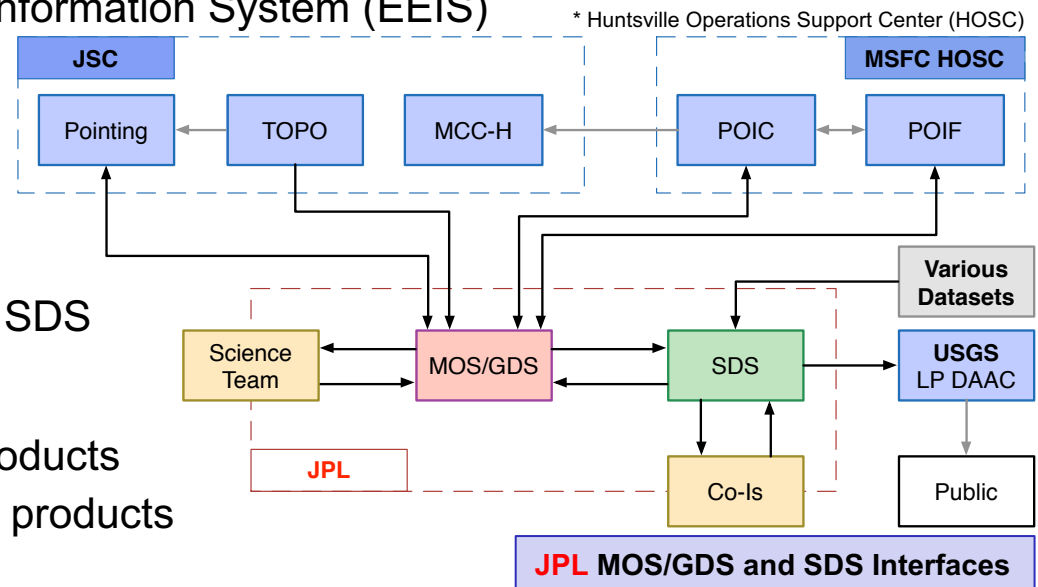 nformation System (EEIS)
* Huntsville Operations Support Center (HOSC)
JSC
MSFC HOSC
Pointing
TOPO
MCC-H
POIC
POIF
Various
Datasets
SDS
Science
Team
MOS/GDS
SDS
USGS
LP DAAC
oducts
JPL
products
Co-Is
Public
JPL MOS/GDS and SDS Interfaces